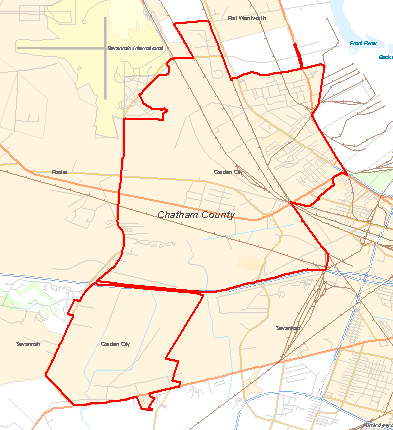 Port Wentworth
Savannah International
Front River
Back
Pooler
Garden City
Chatham County
Savannah
Savannah
Garden City